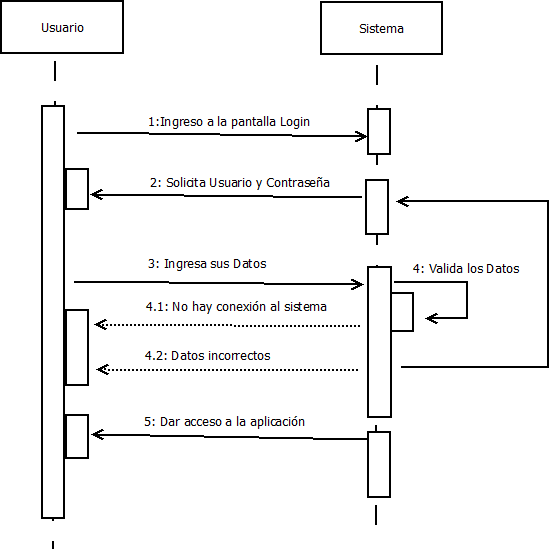 Usuario
Sistema
1:Ingreso a la pantalla Login
2: Solicita Usuario y Contraseña
3: Ingresa sus Datos
4: Valida los Datos
4.1: No hay conexión al sistema
4.2: Datos incorrectos
5: Dar acceso a la aplicación